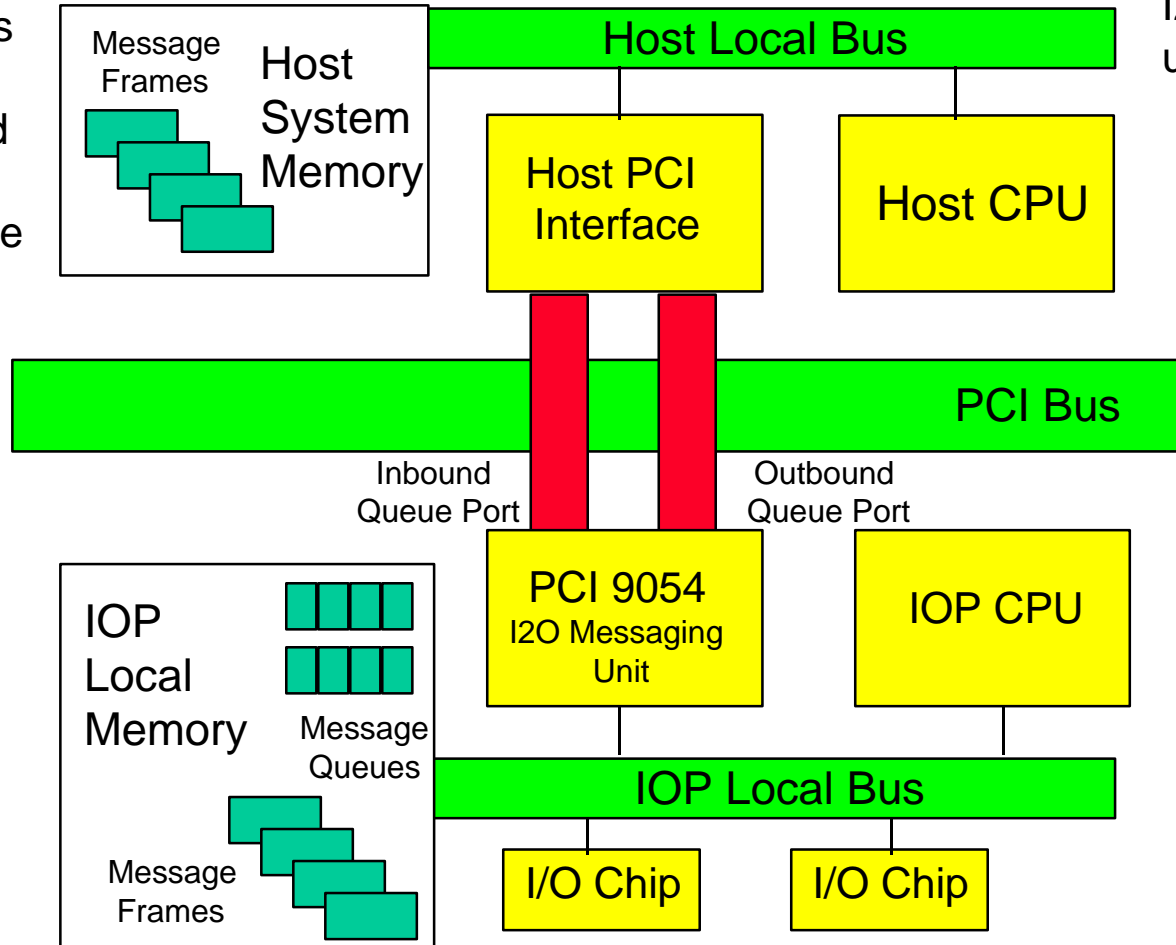 s
d
e
Message
Frames
Host
System
Memory
Host Local Bus
u
Host PCI
Interface
Host CPU
PCI Bus
Inbound
Queue Port
Outbound
Queue Port
PCI 9054
I2O Messaging
Unit
IOP CPU
IOP
Local
Memory
Message
Queues
IOP Local Bus
Message
Frames
I/O Chip
I/O Chip